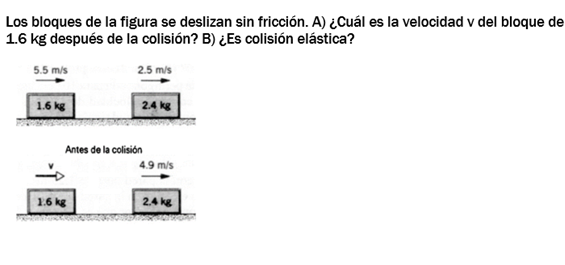 Los bloques de la figura se deslizan sin fricción. A) ¿Cuál es la velocidad v del bloque de
1.6 kg después de la colisión? B) ¿Es colisión elástica?
5.5 m/s 2.5 m/s
1.6 kg 2.4 kg
Antes de la colisión
v 4.9 m/s
1.6 kg 2.4 kg